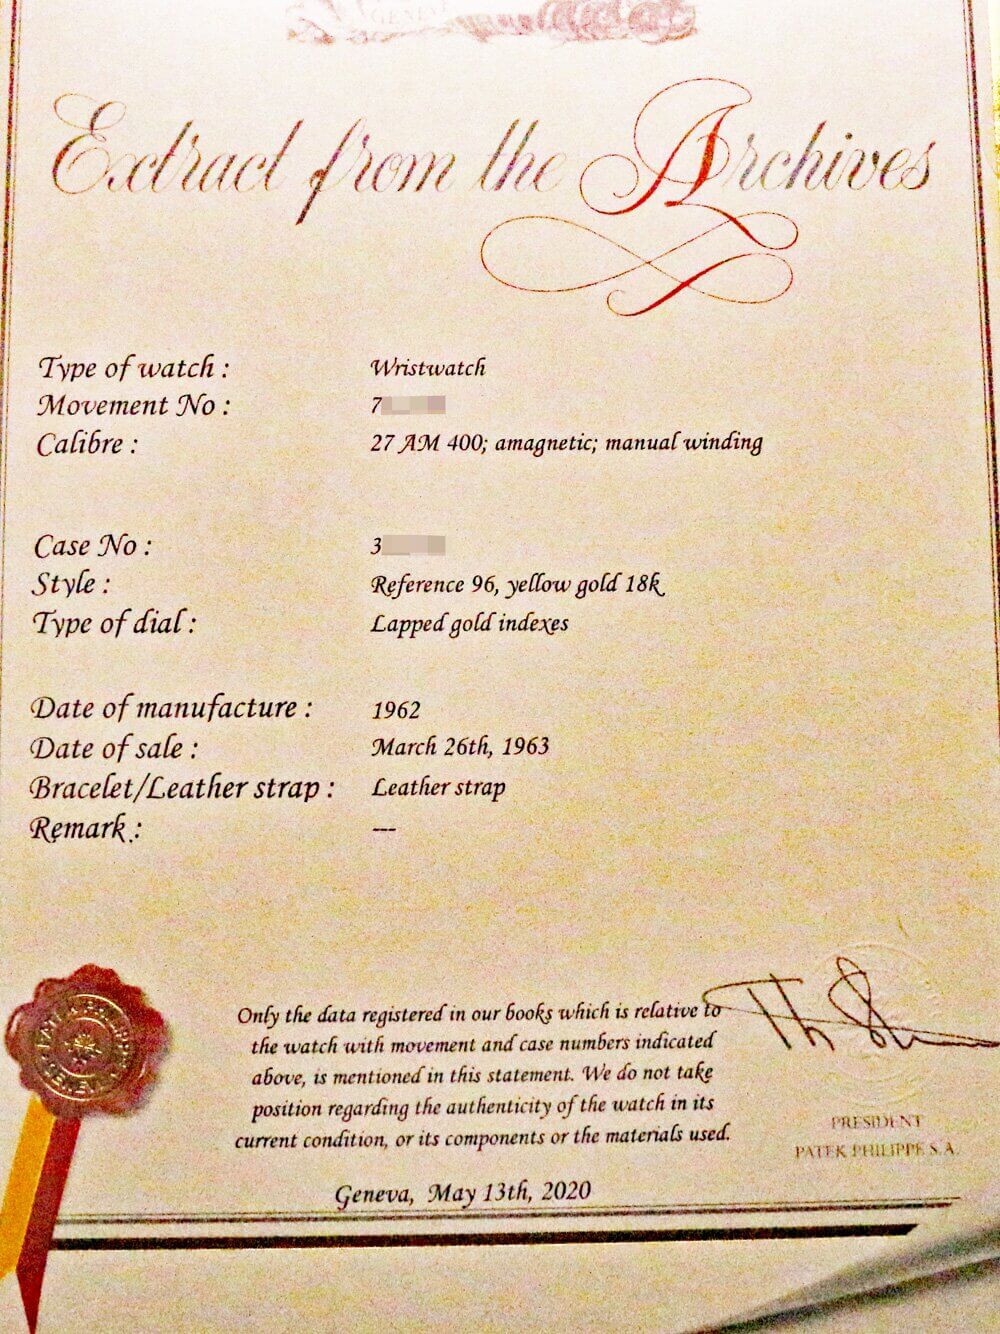 GENEVE
Extract from the Archives
Type of watch : Wristwatch
Movement No : 7
Calibre : 27 AM 400; amagnetic; manual winding
Case No : 3
Style : Reference 96, yellow gold 18k
Type of dial : Lapped gold indexes
Date of manufacture : 1962
Date of sale : March 26th, 1963
Bracelet/Leather strap : Leather strap
Remark : ---
Only the data registered in our books which is relative to
the watch with movement and case numbers indicated
above, is mentioned in this statement. We do not take
position regarding the authenticity of the watch in its
current condition, or its components or the materials used.
PRESIDENT
PATEK PHILIPPE S.A.
Geneva, May 13th, 2020